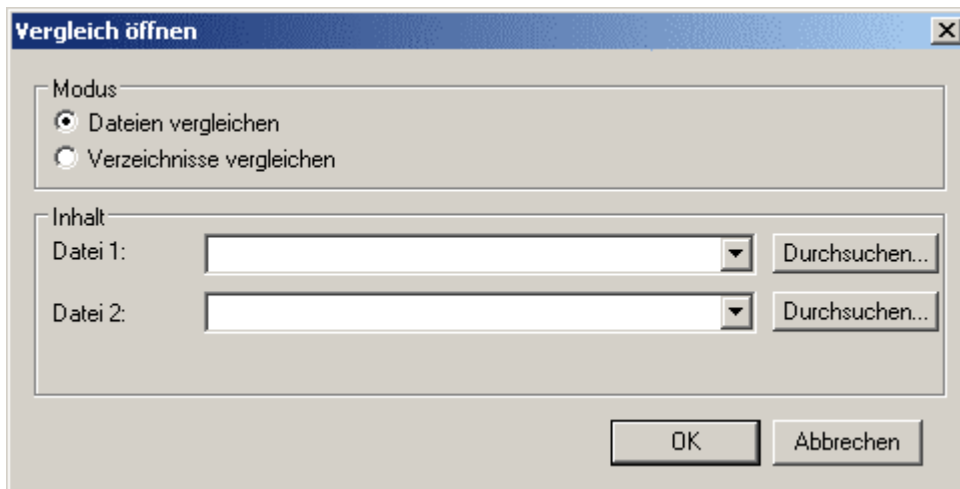 Vergleich öffnen
Modus
Dateien vergleichen
Verzeichnisse vergleichen
Inhalt
Datei 1: Durchsuchen...
Datei 2: Durchsuchen...
OK Abbrechen